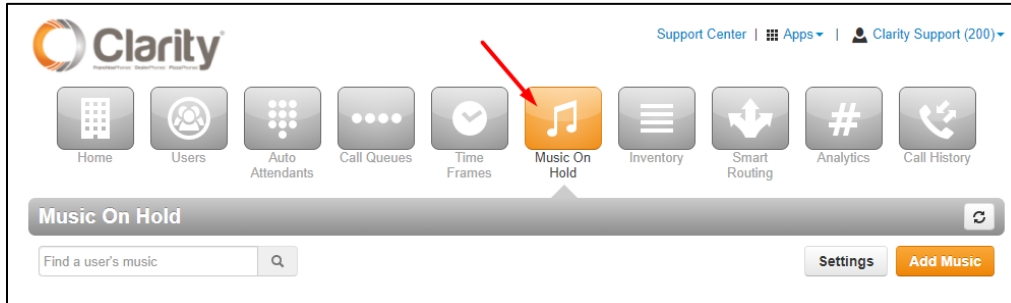 Clarity
Support Center | Apps | Clarity Support (200)
Home
Users
Auto
Attendants
Call Queues
Time
Frames
Music On
Hold
Inventory
Smart
Routing
Analytics
Call History
Music On Hold
Find a user's music
Settings
Add Music